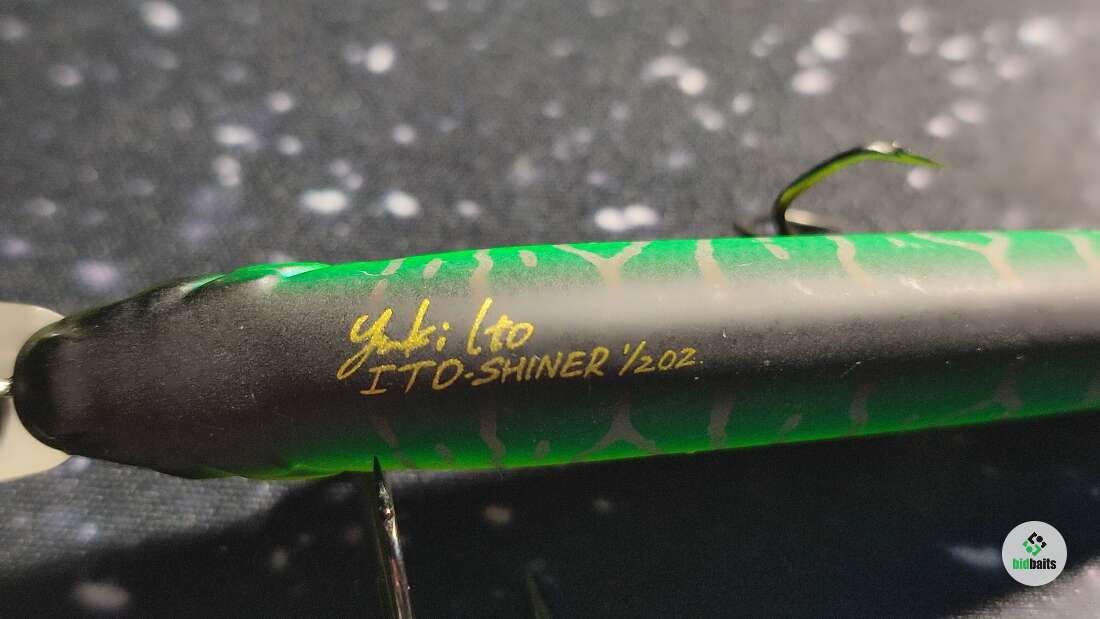 Yuki Ito
ITO-SHINER 1/2oz
bidbaits